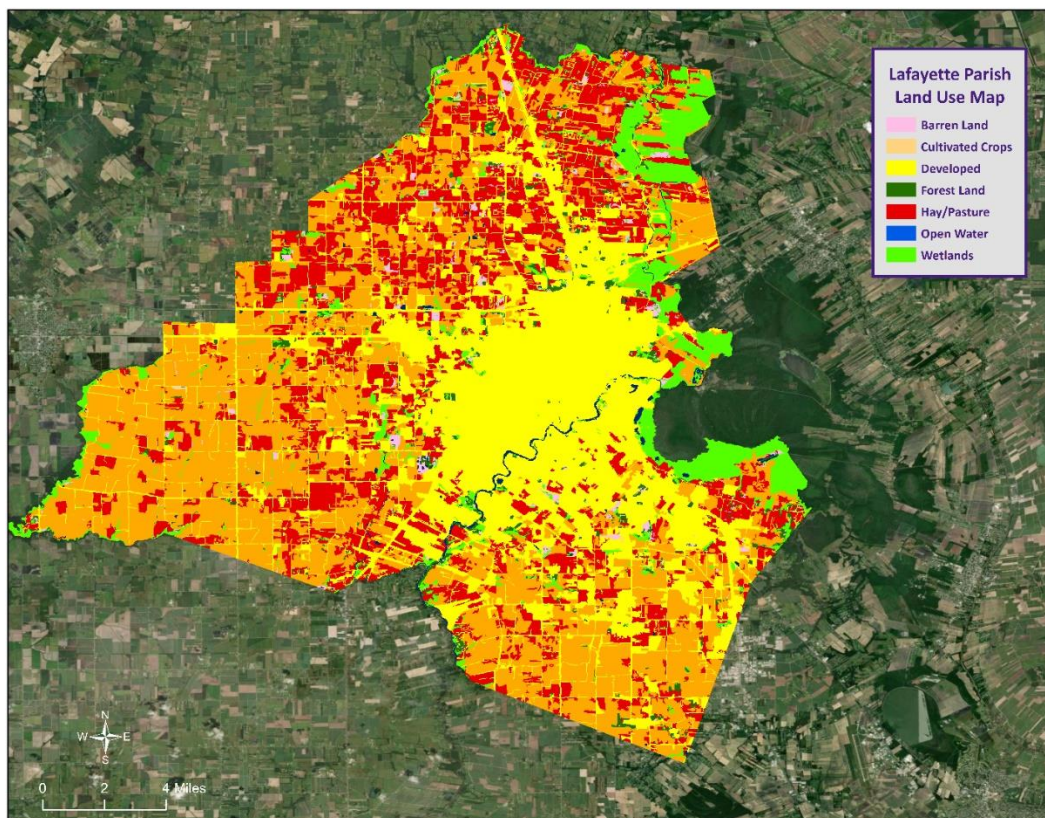 Lafayette Parish
Land Use Map
Barren Land
Cultivated Crops
Developed
Forest Land
Hay/Pasture
Open Water
Wetlands
N
W E
S
0 2 4 Miles